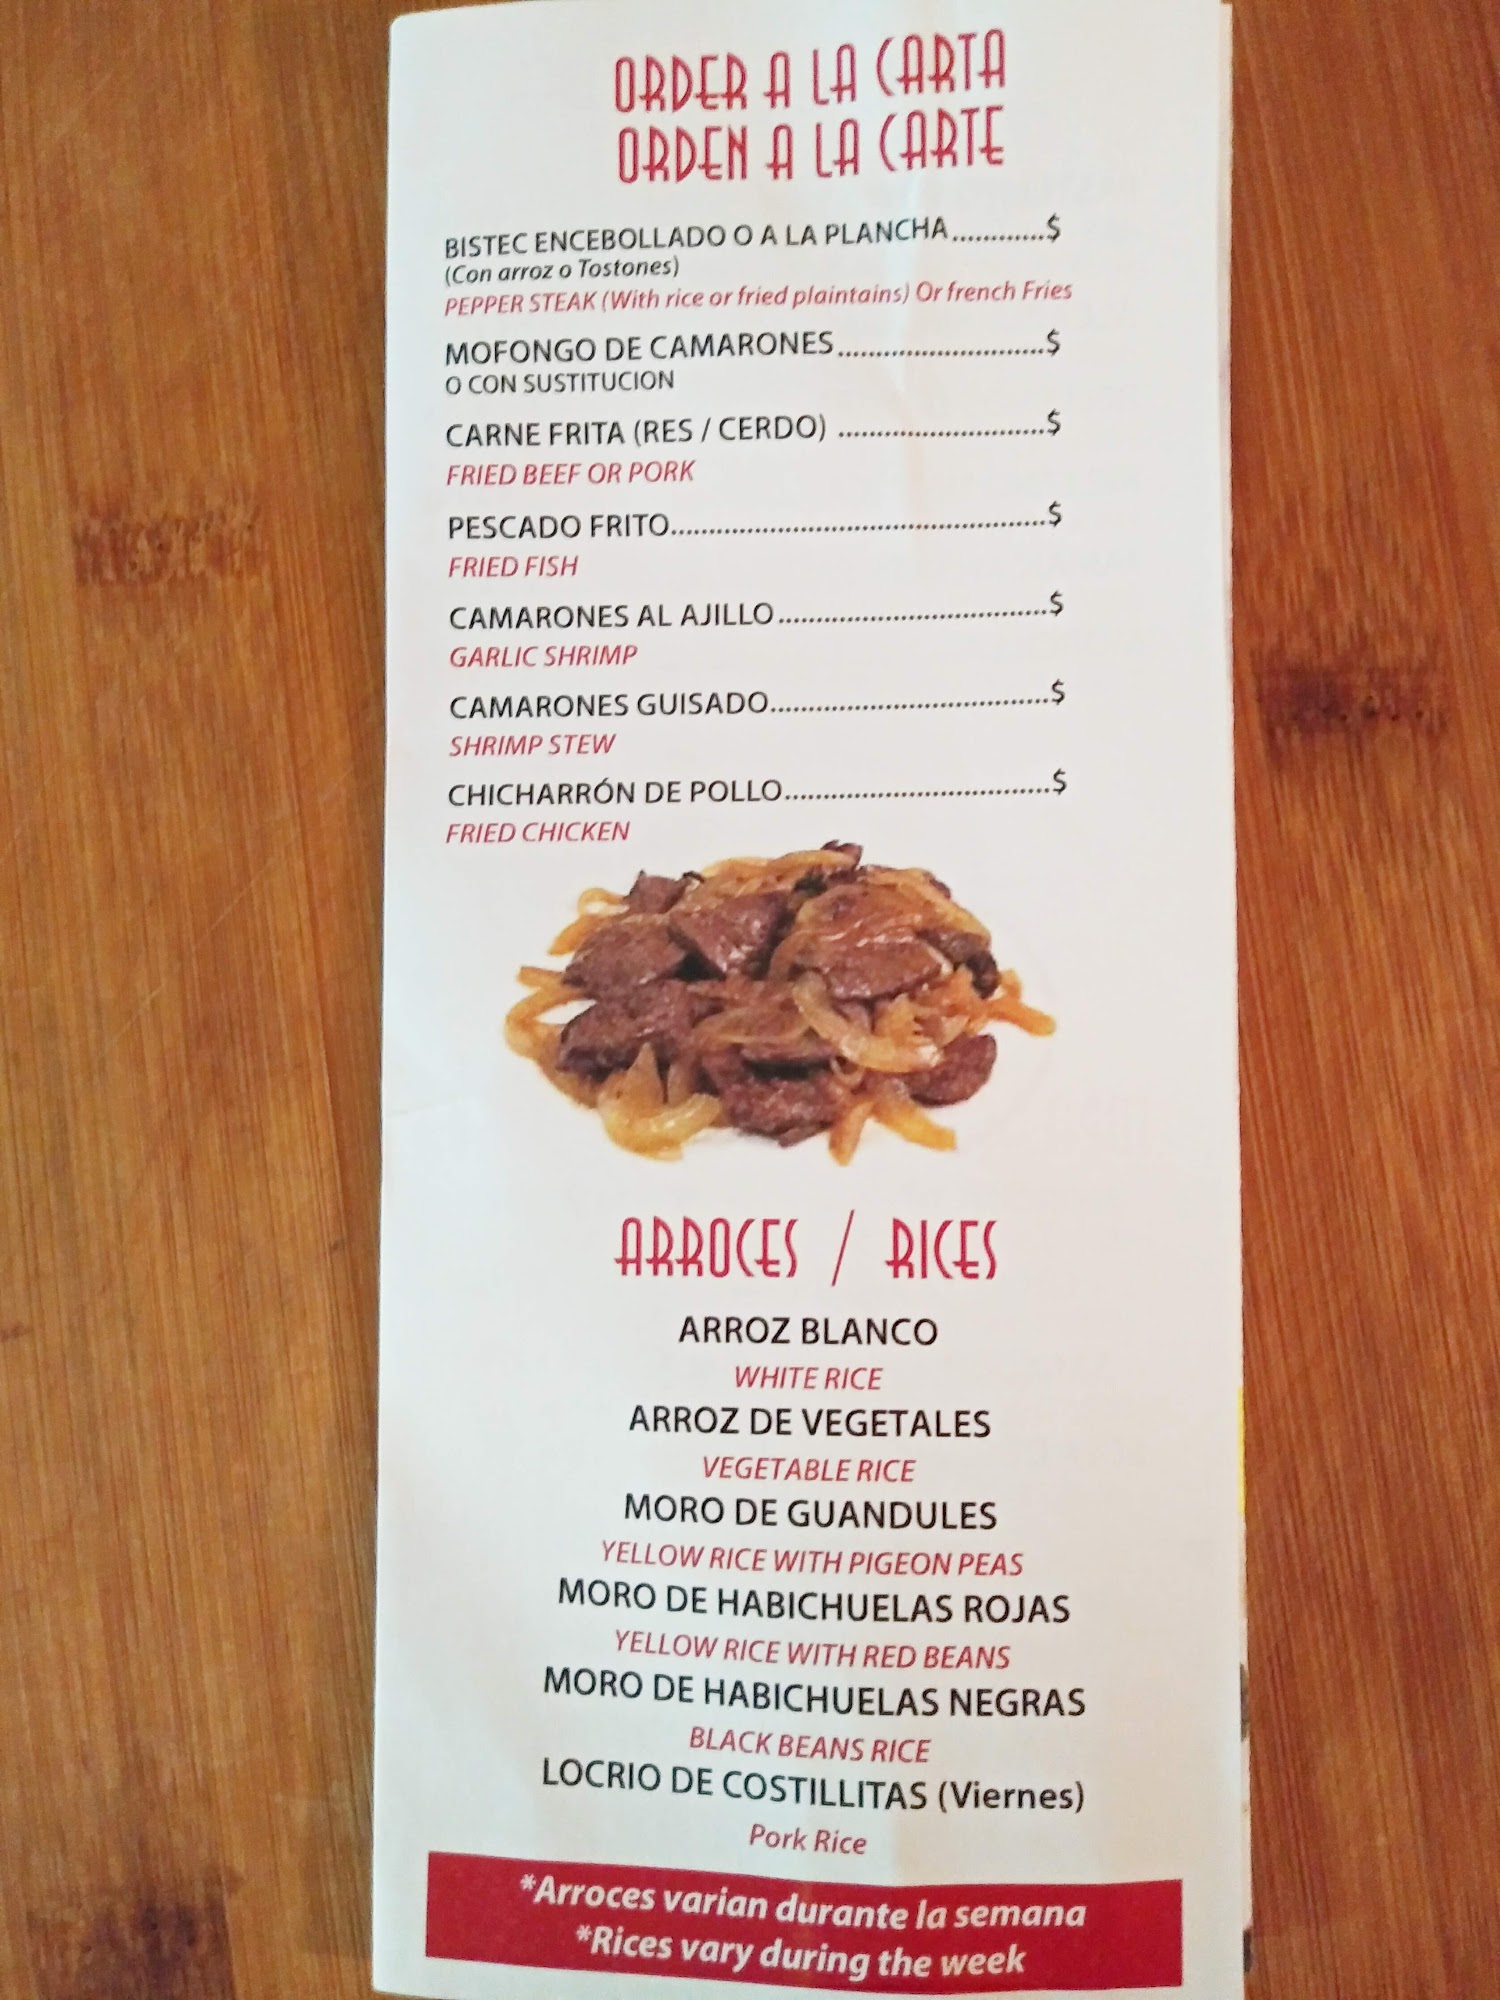 ORDER A LA CARTA
ORDEN A LA CARTE
BISTEC ENCEBOLLADO O A LA PLANCHA............$
(Con arroz o Tostones)
PEPPER STEAK (With rice or fried plaintains) Or french Fries
MOFONGO DE CAMARONES...........................$
O CON SUSTITUCION
CARNE FRITA (RES / CERDO) ...........................$
FRIED BEEF OR PORK
PESCADO FRITO.................................................$
FRIED FISH
CAMARONES AL AJILLO...................................$
GARLIC SHRIMP
CAMARONES GUISADO....................................$
SHRIMP STEW
CHICHARRÓN DE POLLO..................................$
FRIED CHICKEN
ARROCES / RICES
ARROZ BLANCO
WHITE RICE
ARROZ DE VEGETALES
VEGETABLE RICE
MORO DE GUANDULES
YELLOW RICE WITH PIGEON PEAS
MORO DE HABICHUELAS ROJAS
YELLOW RICE WITH RED BEANS
MORO DE HABICHUELAS NEGRAS
BLACK BEANS RICE
LOCRIO DE COSTILLITAS (Viernes)
Pork Rice
*Arroces varian durante la semana
*Rices vary during the week